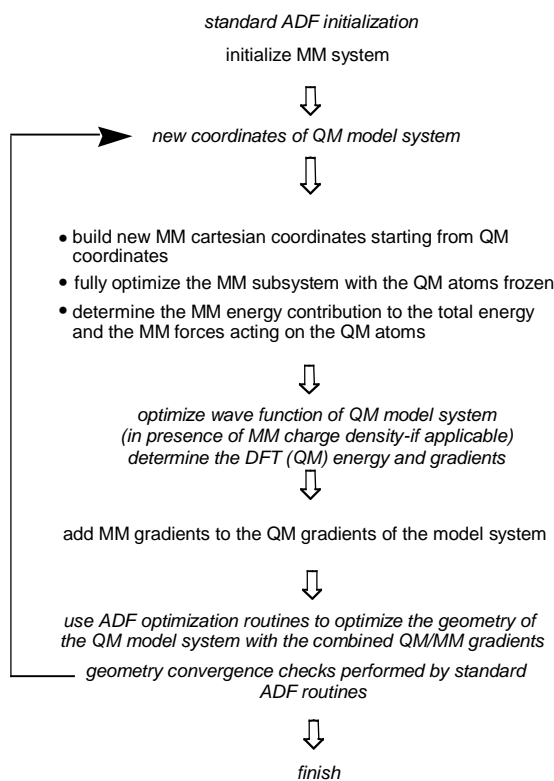 standard ADF initialization
initialize MM system
new coordinates of QM model system
• build new MM cartesian coordinates starting from QM
coordinates
• fully optimize the MM subsystem with the QM atoms frozen
• determine the MM energy contribution to the total energy
and the MM forces acting on the QM atoms
optimize wave function of QM model system
(in presence of MM charge density-if applicable)
determine the DFT (QM) energy and gradients
add MM gradients to the QM gradients of the model system
use ADF optimization routines to optimize the geometry of
the QM model system with the combined QM/MM gradients
geometry convergence checks performed by standard
ADF routines
finish